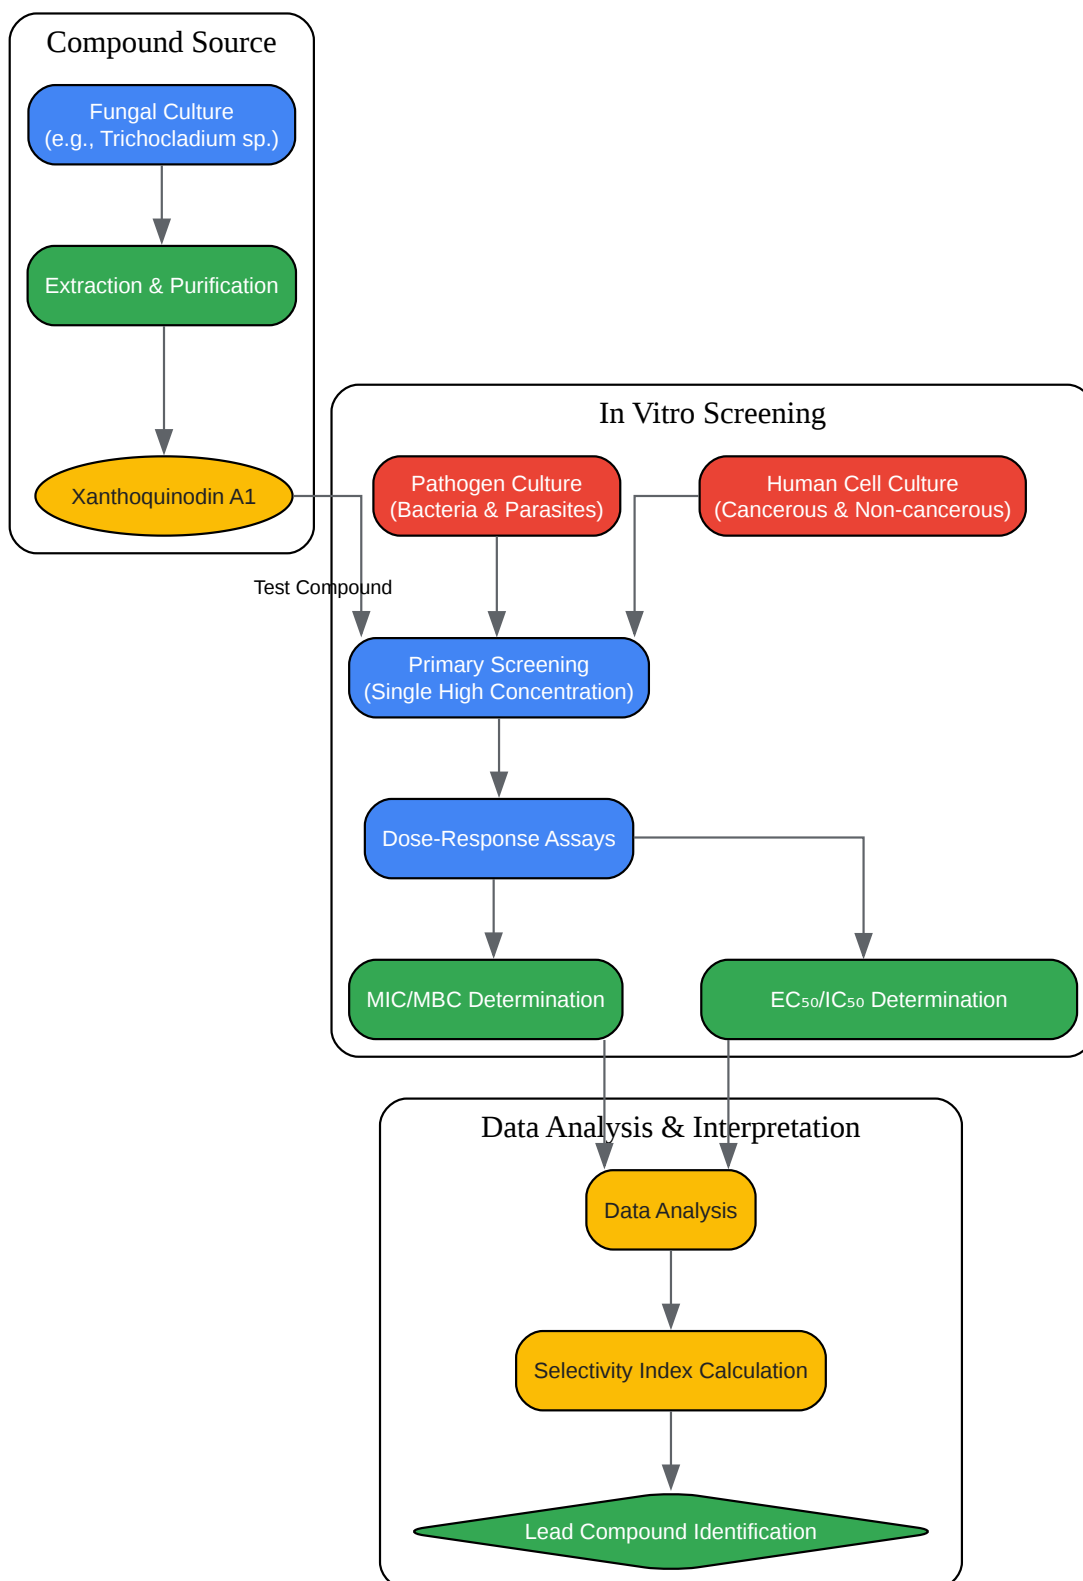 Compound Source
Fungal Culture
(e.g., Trichocladium sp.)
Extraction & Purification
Xanthoquinodin A1
Test Compound
In Vitro Screening
Pathogen Culture
(Bacteria & Parasites)
Human Cell Culture
(Cancerous & Non-cancerous)
Primary Screening
(Single High Concentration)
Dose-Response Assays
MIC/MBC Determination
EC₅₀/IC₅₀ Determination
Data Analysis & Interpretation
Data Analysis
Selectivity Index Calculation
Lead Compound Identification